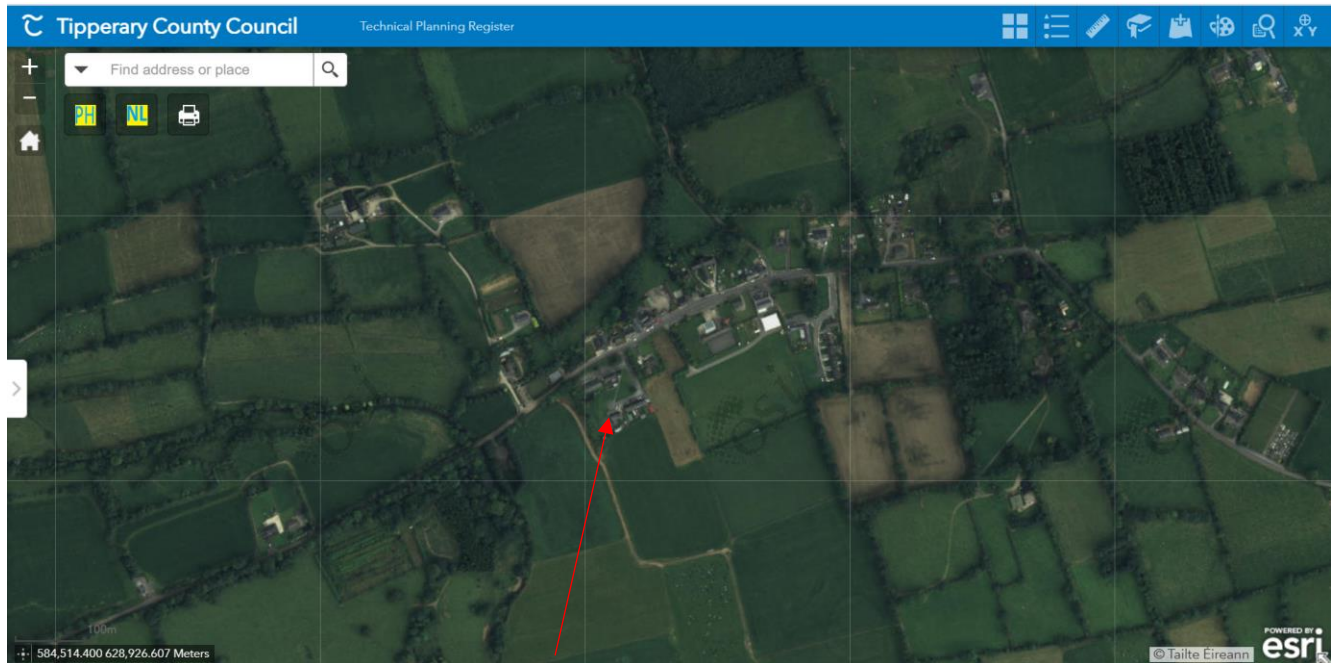 Tipperary County Council
Technical Planning Register
XY
+
Find address or place
−
PH NL
100m
584,514.400 628,926.607 Meters
© Tailte Éireann
POWERED BY
esri